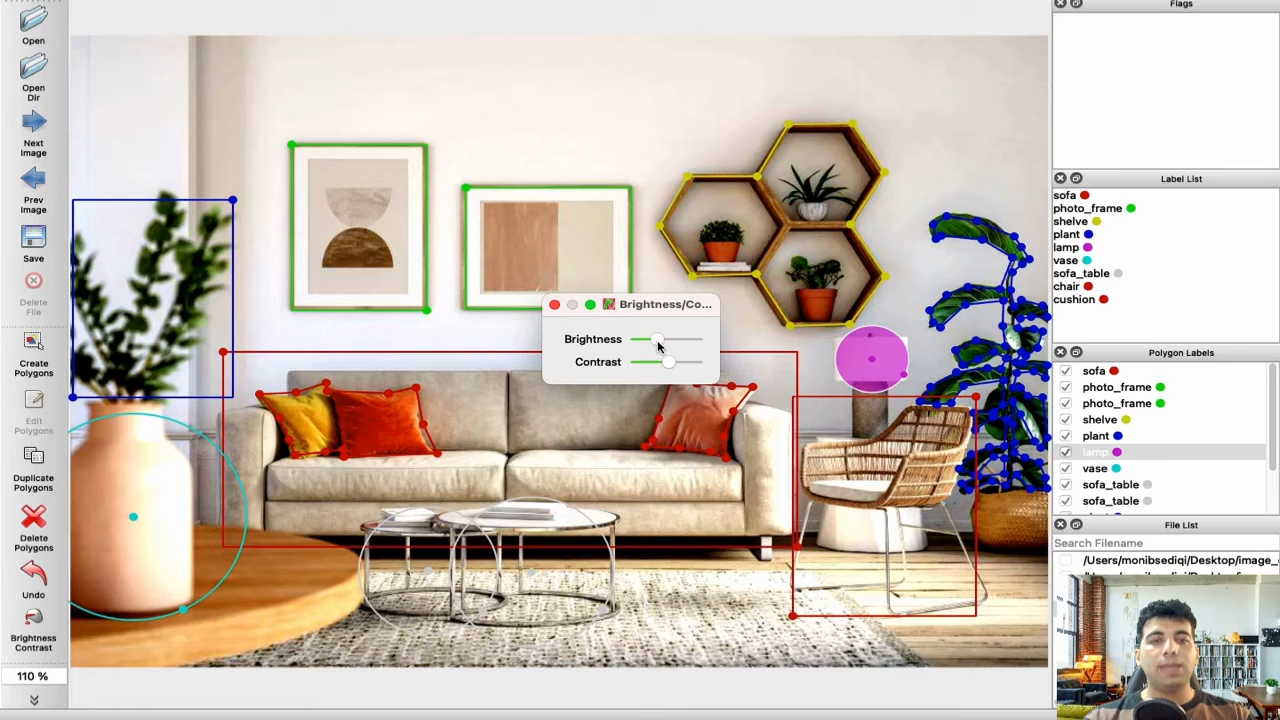 Open
Open
Dir
Next
Image
Prev
Image
Save
Delete
File
Create
Polygons
Edit
Polygons
Duplicate
Polygons
Delete
Polygons
Undo
Brightness
Contrast
110 %
Brightness/Co...
Brightness
Contrast
Flags
Label List
sofa
photo_frame
shelve
plant
lamp
vase
sofa_table
chair
cushion
Polygon Labels
sofa
photo_frame
photo_frame
shelve
plant
lamp
vase
sofa_table
sofa_table
File List
Search Filename
/Users/monibsediqi/Desktop/image_